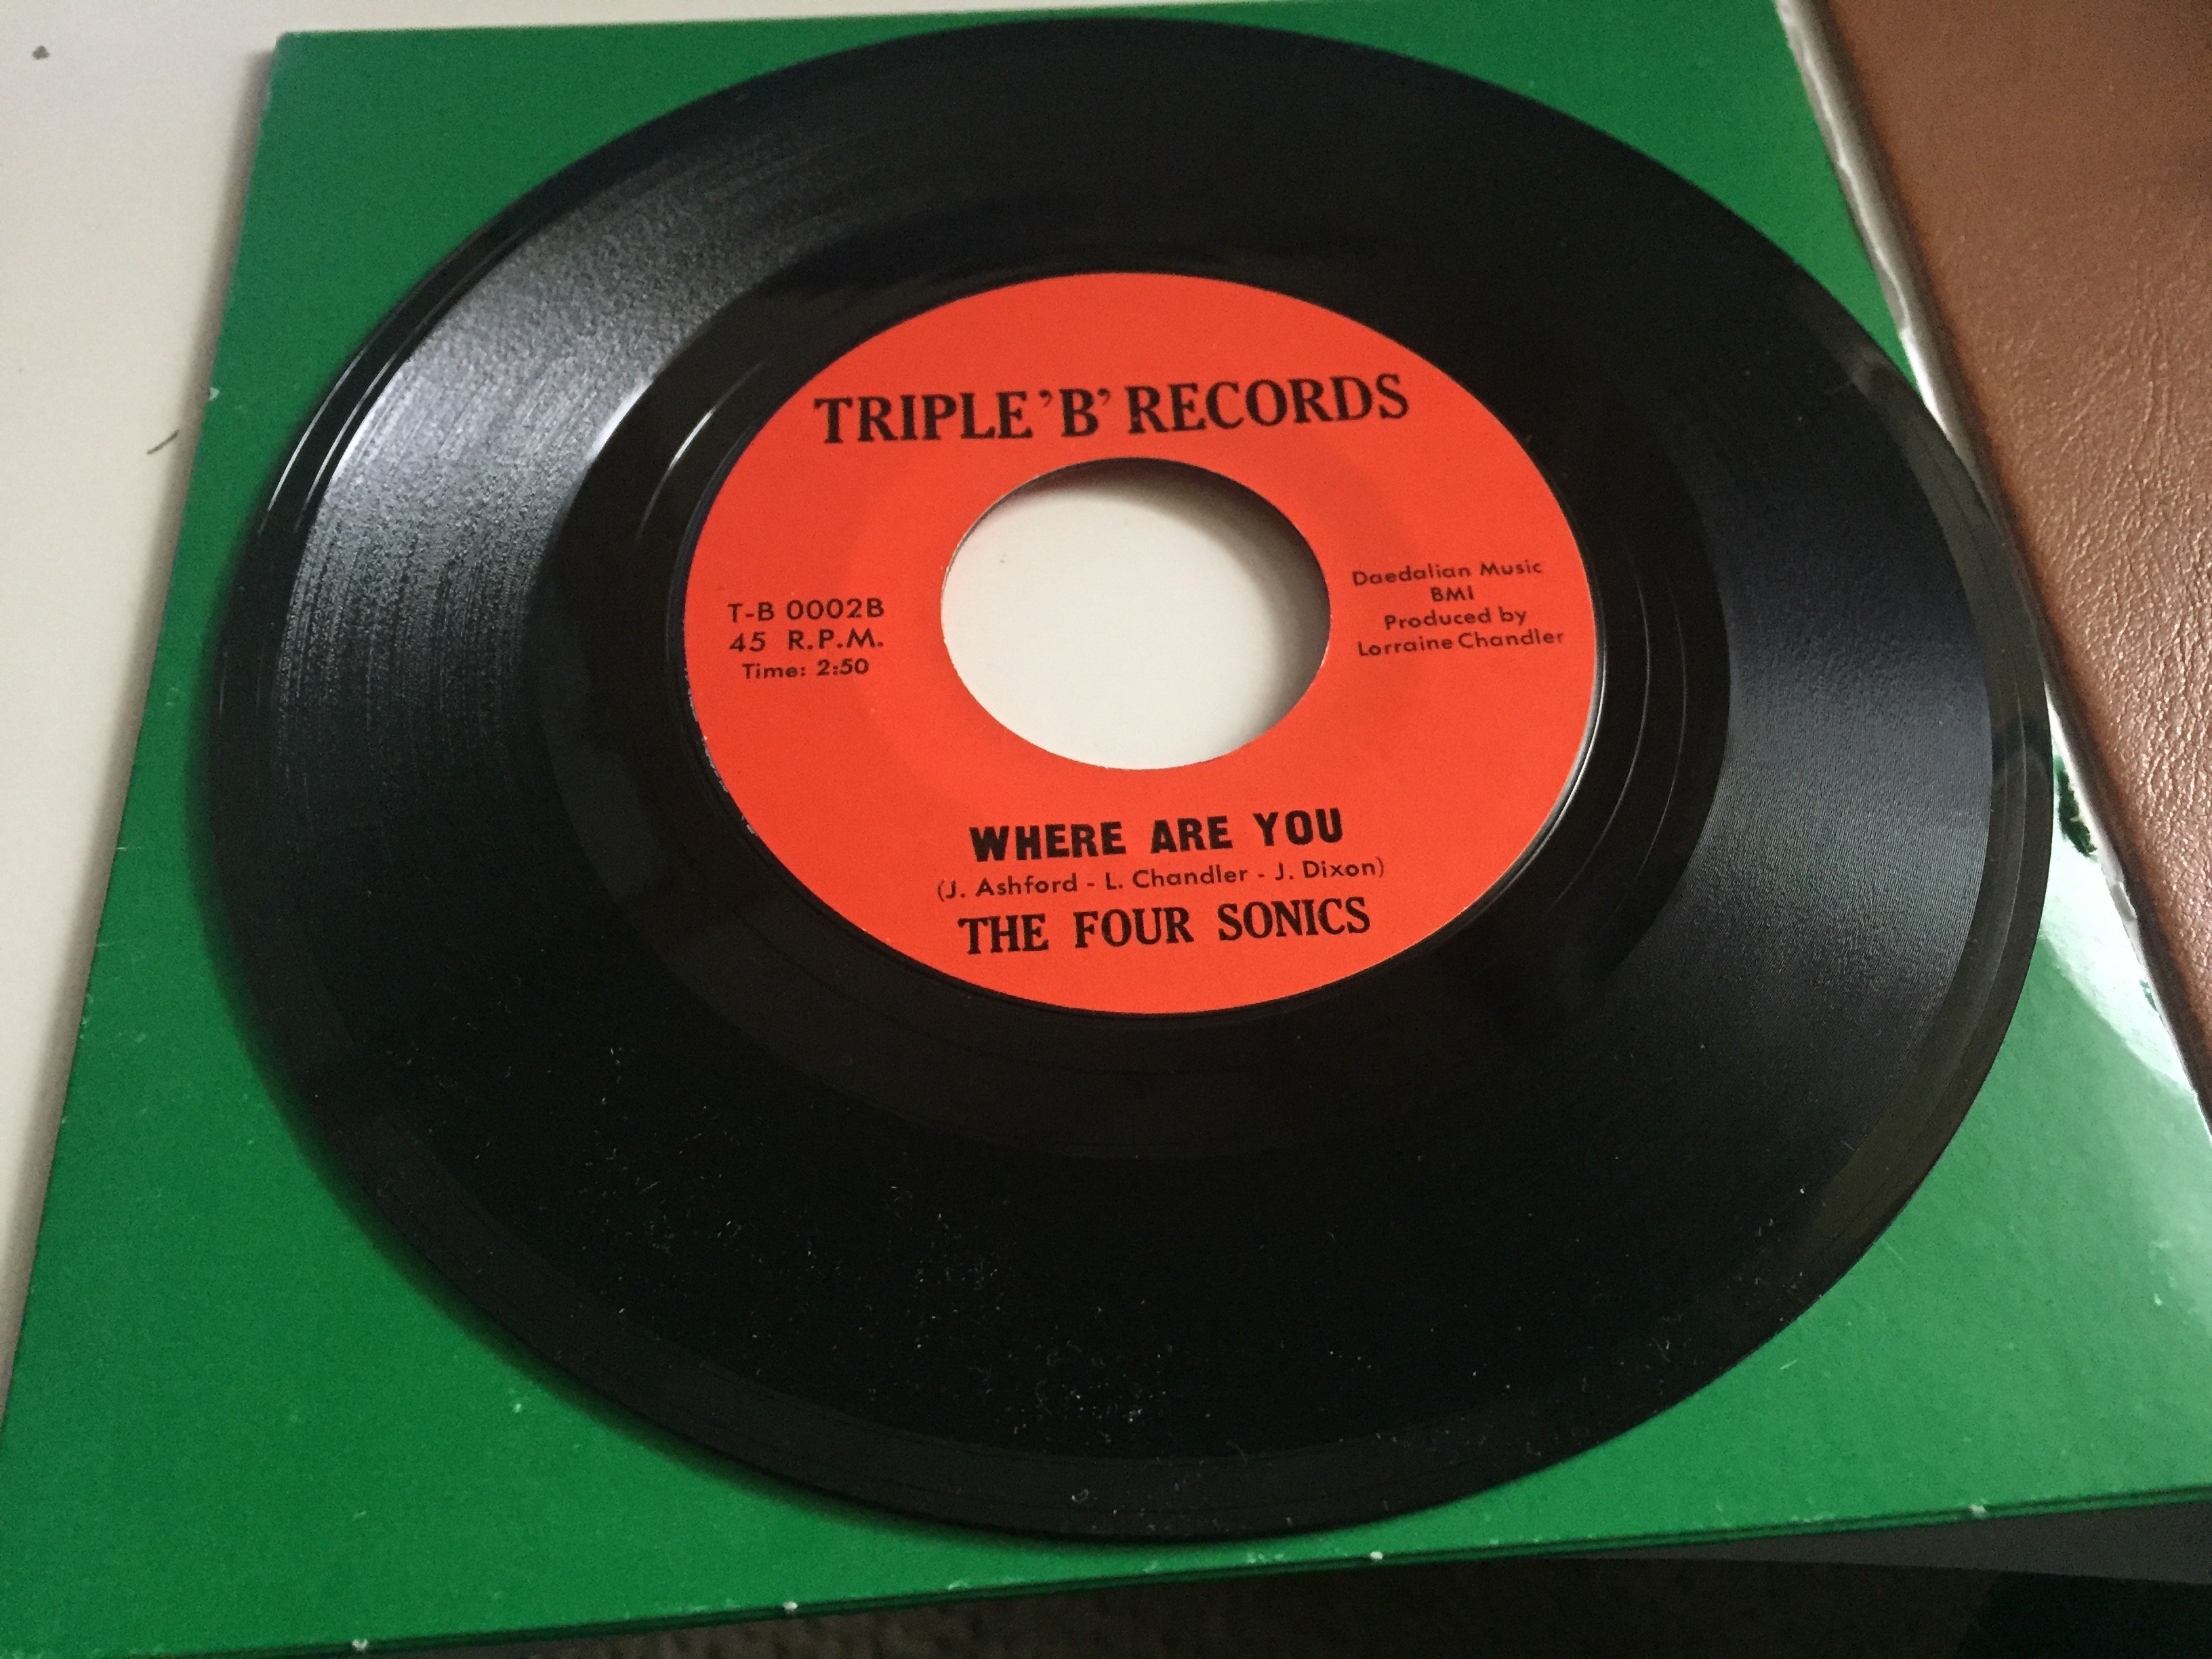 TRIPLE 'B' RECORDS
T-B 0002B
45 R.P.M.
Time: 2:50
Daedalian Music
BMI
Produced by
Lorraine Chandler
WHERE ARE YOU
(J. Ashford - L. Chandler - J. Dixon)
THE FOUR SONICS